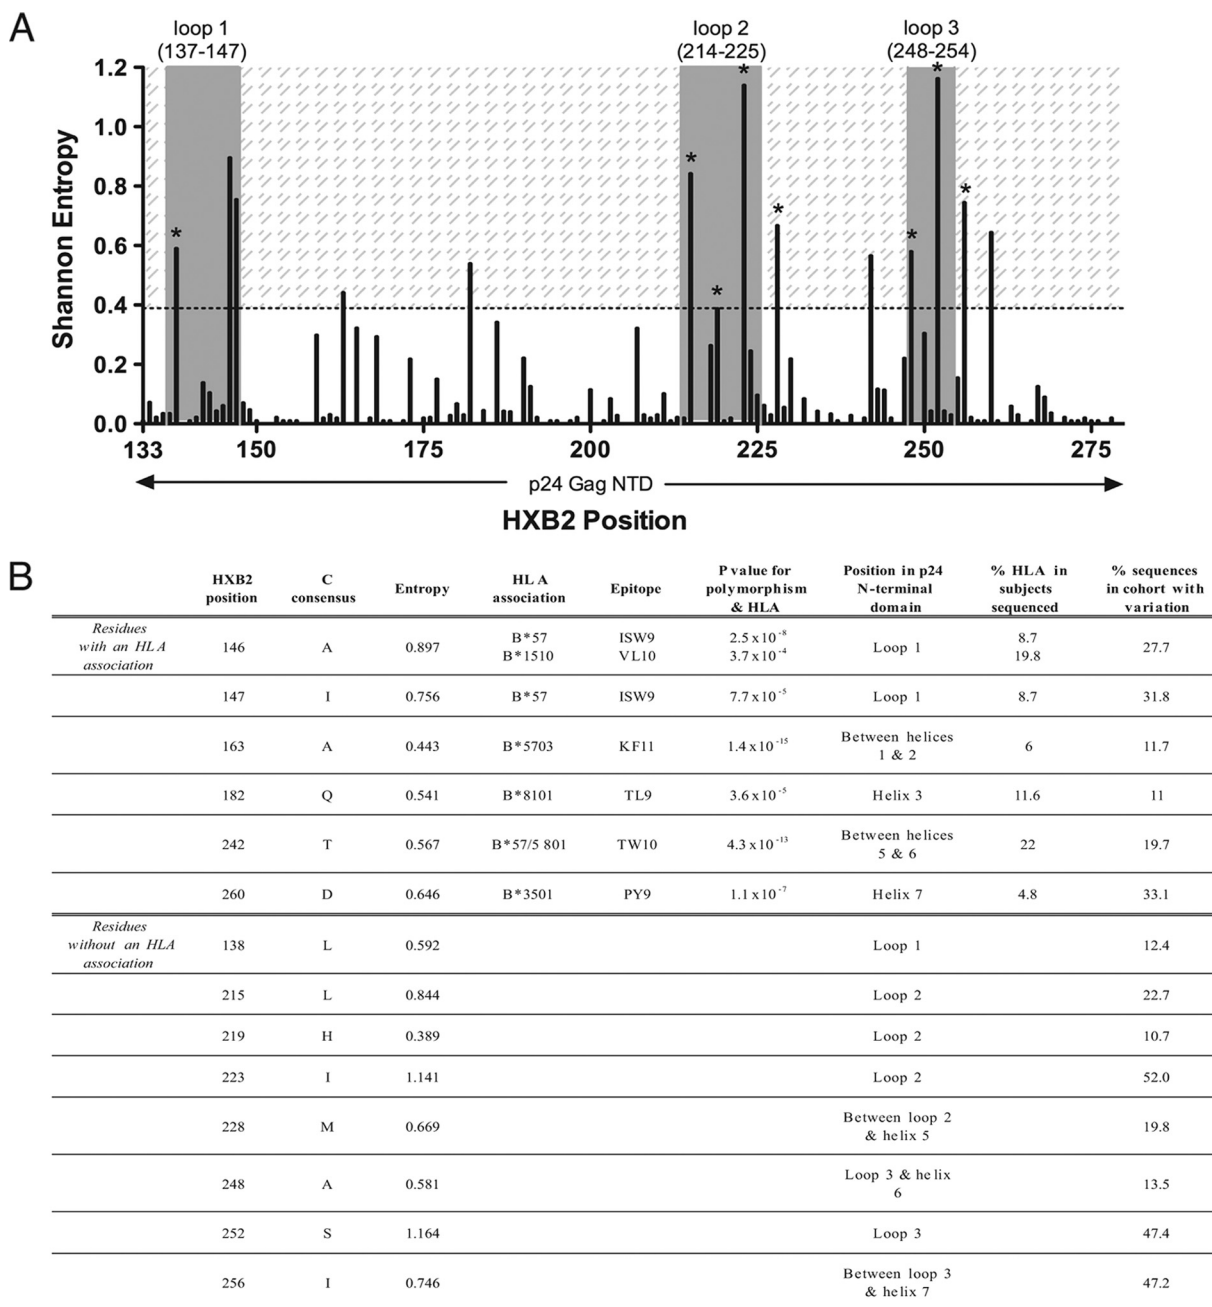 A
loop 1
(137-147)
loop 2
(214-225)
loop 3
(248-254)
Shannon Entropy
1.2
1.0
0.8
0.6
0.4
0.2
0.0
* * * * * * * *
133 150 175 200 225 250 275
p24 Gag NTD
HXB2 Position
B
HXB2 position C consensus Entropy HLA association Epitope P value for polymorphism & HLA Position in p24 N-terminal domain % HLA in subjects sequenced % sequences in cohort with variation
Residues with an HLA association
146 A 0.897 B*57 ISW9 2.5 x 10⁻⁸ Loop 1 8.7 27.7
B*1510 VL10 3.7 x 10⁻⁴ 19.8
147 I 0.756 B*57 ISW9 7.7 x 10⁻⁵ Loop 1 8.7 31.8
163 A 0.443 B*5703 KF11 1.4 x 10⁻¹⁵ Between helices 1 & 2 6 11.7
182 Q 0.541 B*8101 TL9 3.6 x 10⁻⁵ Helix 3 11.6 11
242 T 0.567 B*57/5801 TW10 4.3 x 10⁻¹³ Between helices 5 & 6 22 19.7
260 D 0.646 B*3501 PY9 1.1 x 10⁻⁷ Helix 7 4.8 33.1
Residues without an HLA association
138 L 0.592 Loop 1 12.4
215 L 0.844 Loop 2 22.7
219 H 0.389 Loop 2 10.7
223 I 1.141 Loop 2 52.0
228 M 0.669 Between loop 2 & helix 5 19.8
248 A 0.581 Loop 3 & helix 6 13.5
252 S 1.164 Loop 3 47.4
256 I 0.746 Between loop 3 & helix 7 47.2